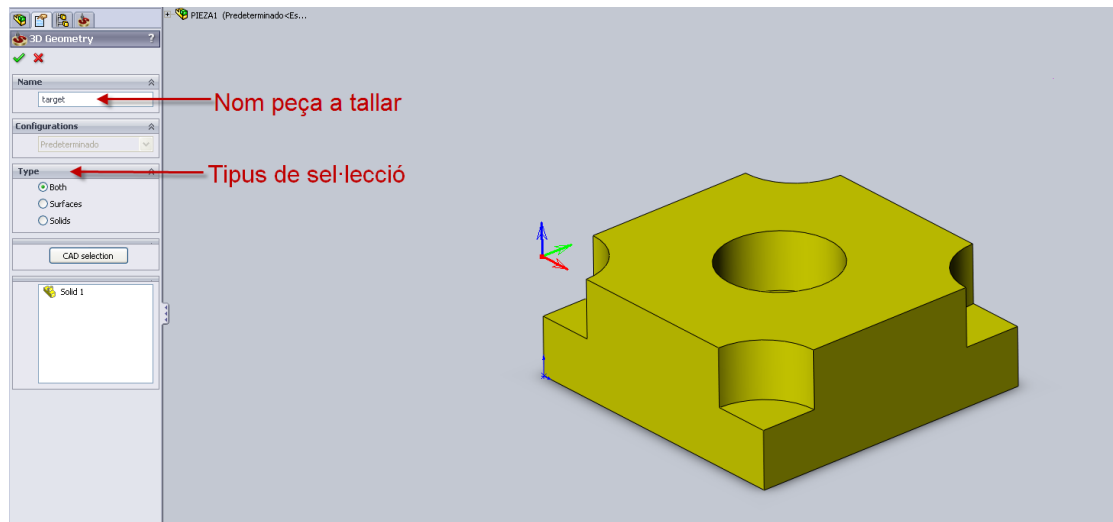 PIEZA1 (Predeterminado<Es...
3D Geometry ?
Name
target
Nom peça a tallar
Configurations
Predeterminado
Type
Tipus de sel·lecció
Both
Surfaces
Solids
CAD selection
Solid 1